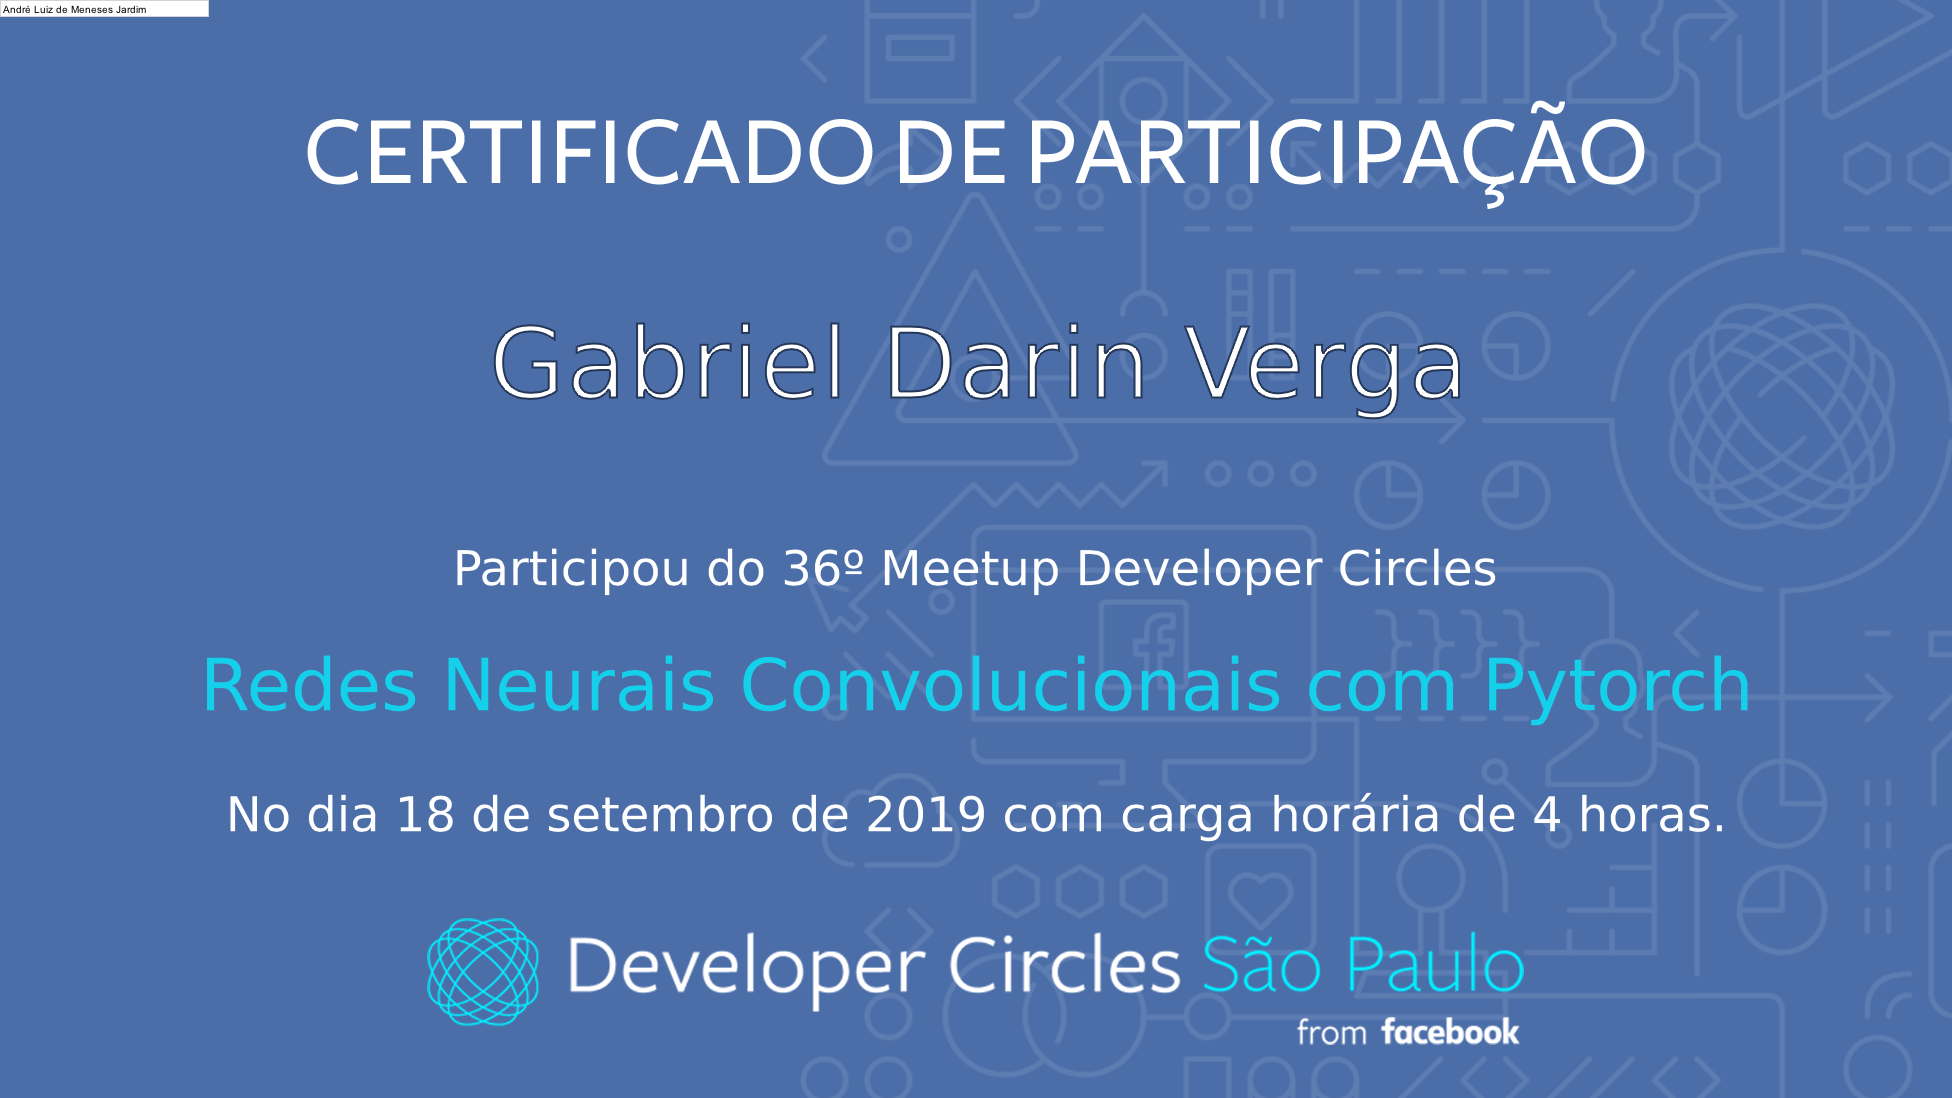 André Luiz de Meneses Jardim
CERTIFICADO DE PARTICIPAÇÃO
Gabriel Darin Verga
Participou do 36º Meetup Developer Circles
Redes Neurais Convolucionais com Pytorch
No dia 18 de setembro de 2019 com carga horária de 4 horas.
Developer Circles São Paulo
from facebook